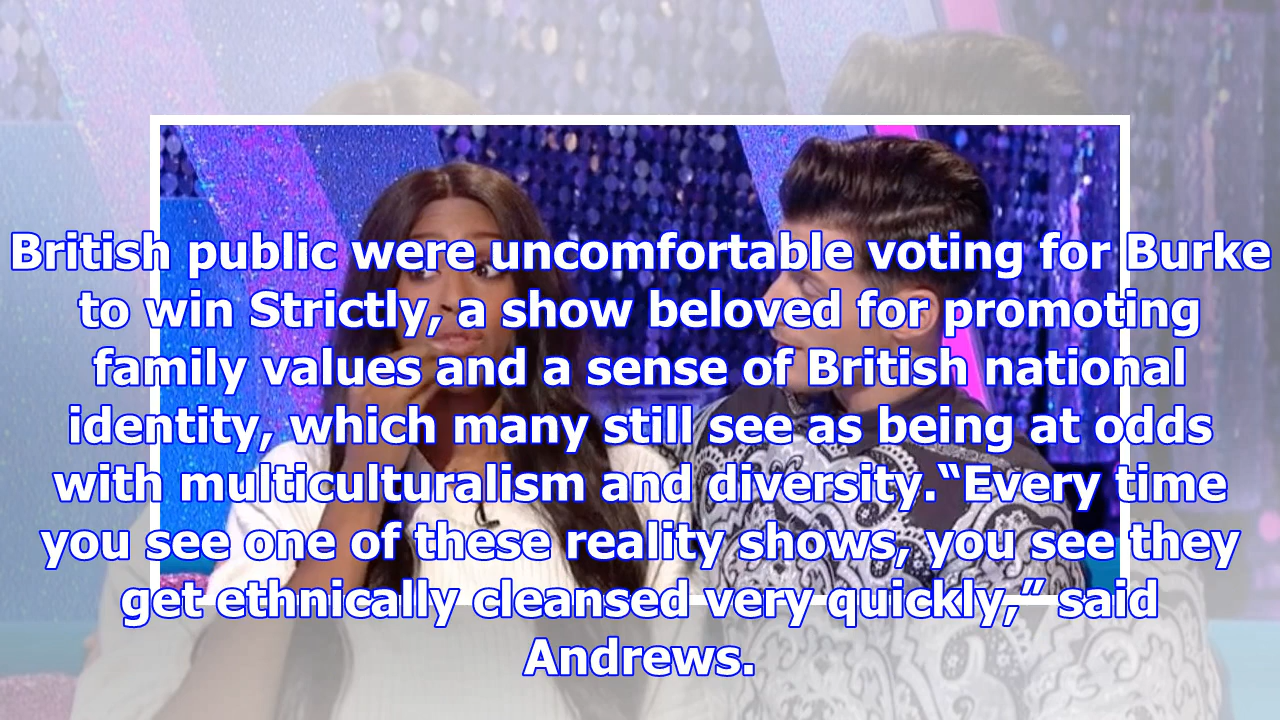 British public were uncomfortable voting for Burke
to win Strictly, a show beloved for promoting
family values and a sense of British national
identity, which many still see as being at odds
with multiculturalism and diversity.“Every time
you see one of these reality shows, you see they
get ethnically cleansed very quickly,” said
Andrews.